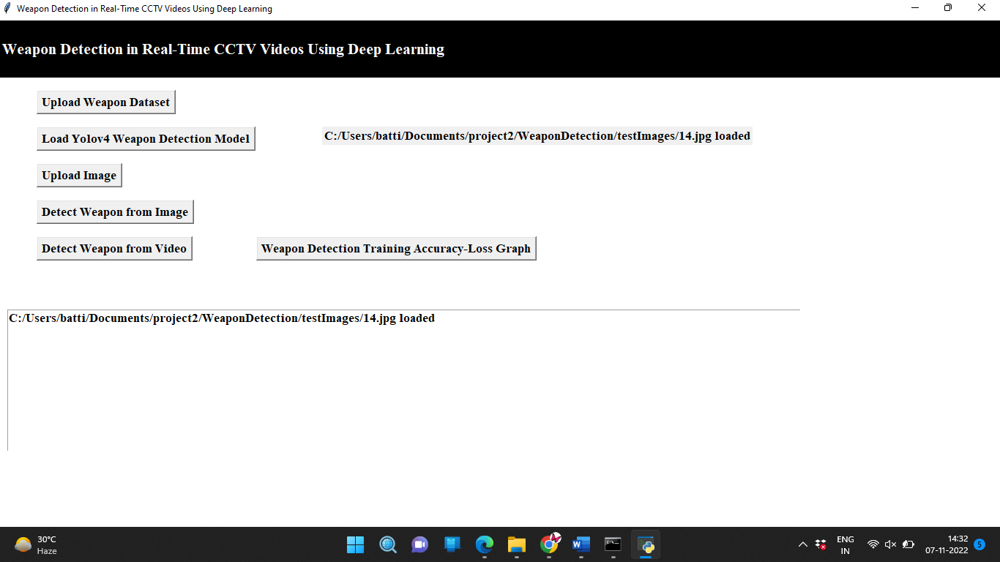 Weapon Detection in Real-Time CCTV Videos Using Deep Learning
Weapon Detection in Real-Time CCTV Videos Using Deep Learning
Upload Weapon Dataset
Load Yolov4 Weapon Detection Model
C:/Users/batti/Documents/project2/WeaponDetection/testImages/14.jpg loaded
Upload Image
Detect Weapon from Image
Detect Weapon from Video
Weapon Detection Training Accuracy-Loss Graph
C:/Users/batti/Documents/project2/WeaponDetection/testImages/14.jpg loaded
30°C
Haze
ENG
IN
14:32
07-11-2022
5